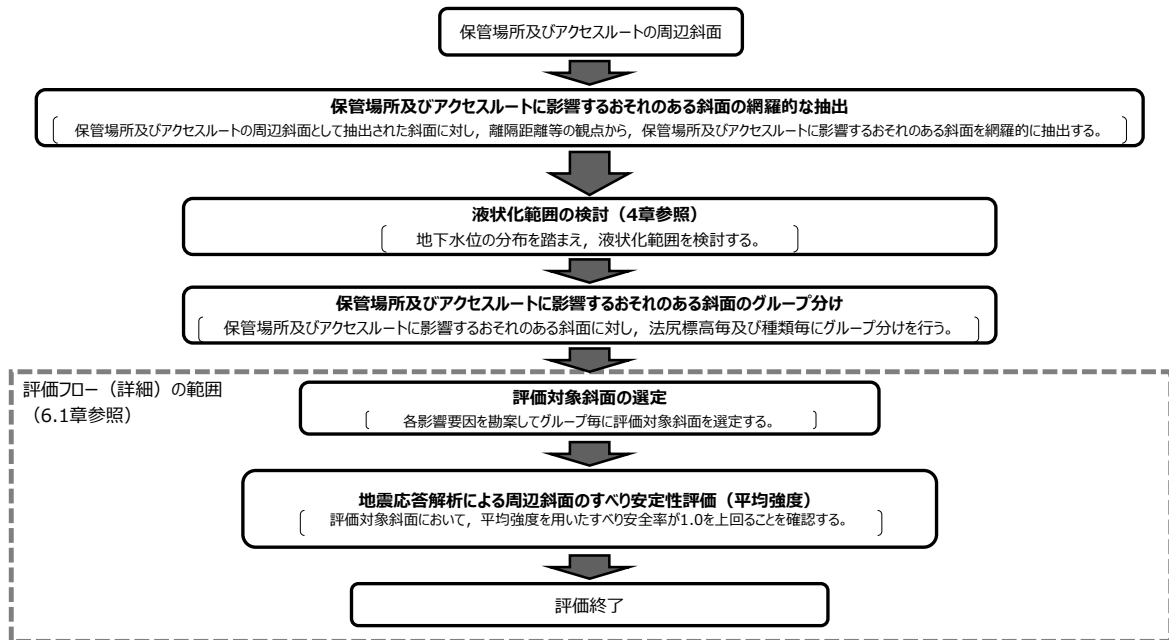 保管場所及びアクセスルートの周辺斜面
保管場所及びアクセスルートに影響するおそれのある斜面の網羅的な抽出
保管場所及びアクセスルートの周辺斜面として抽出された斜面に対し，離隔距離等の観点から，保管場所及びアクセスルートに影響するおそれのある斜面を網羅的に抽出する。
液状化範囲の検討（4章参照）
地下水位の分布を踏まえ，液状化範囲を検討する。
保管場所及びアクセスルートに影響するおそれのある斜面のグループ分け
保管場所及びアクセスルートに影響するおそれのある斜面に対し，法尻標高毎及び種類毎にグループ分けを行う。
評価フロー（詳細）の範囲
（6.1章参照）
評価対象斜面の選定
各影響要因を勘案してグループ毎に評価対象斜面を選定する。
地震応答解析による周辺斜面のすべり安定性評価（平均強度）
評価対象斜面において，平均強度を用いたすべり安全率が1.0を上回ることを確認する。
評価終了